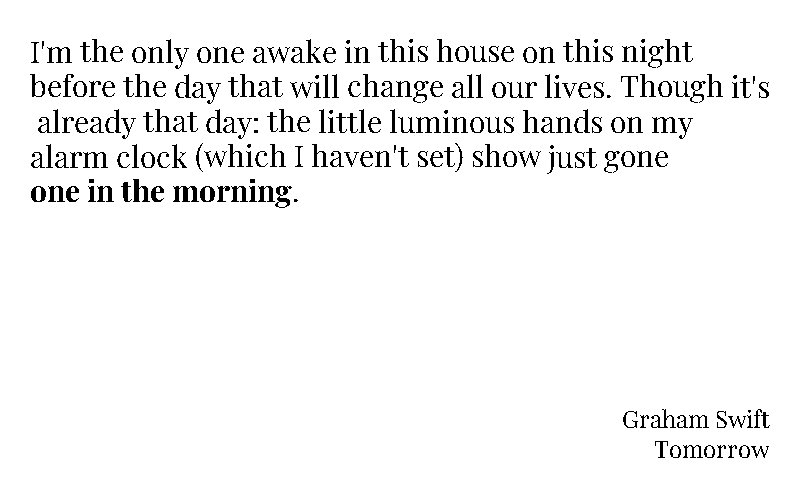 I'm the only one awake in this house on this night
before the day that will change all our lives. Though it's
already that day: the little luminous hands on my
alarm clock (which I haven't set) show just gone
one in the morning.
Graham Swift
Tomorrow